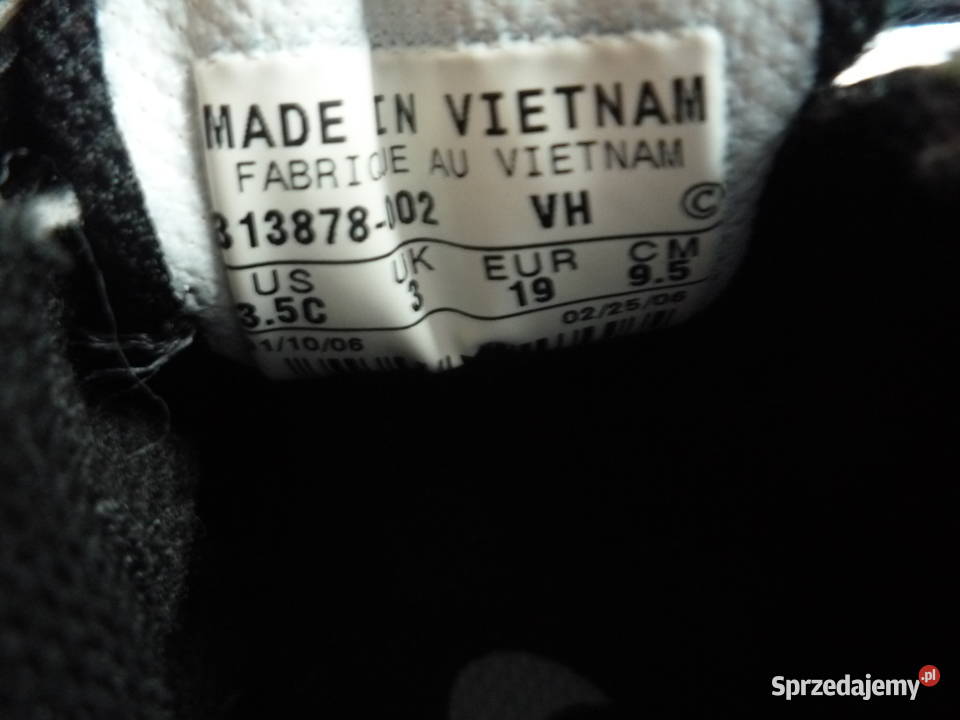 MADE IN VIETNAM
FABRIQUE AU VIETNAM
313878-002 VH ©
US UK EUR CM
3.5C 3 19 9.5
11/10/06 02/25/06
Sprzedajemy.pl